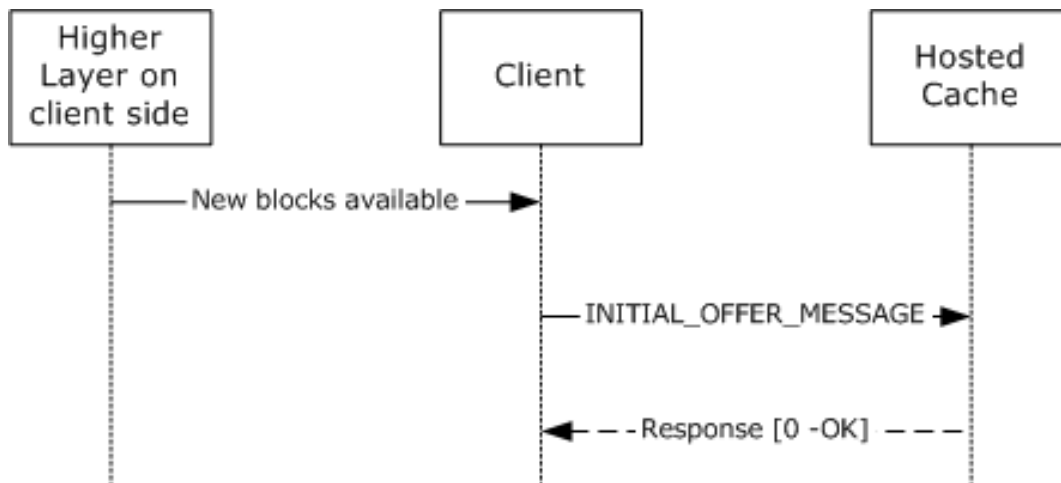 Higher
Layer on
client side
Client
Hosted
Cache
New blocks available
INITIAL_OFFER_MESSAGE
Response [0 -OK]